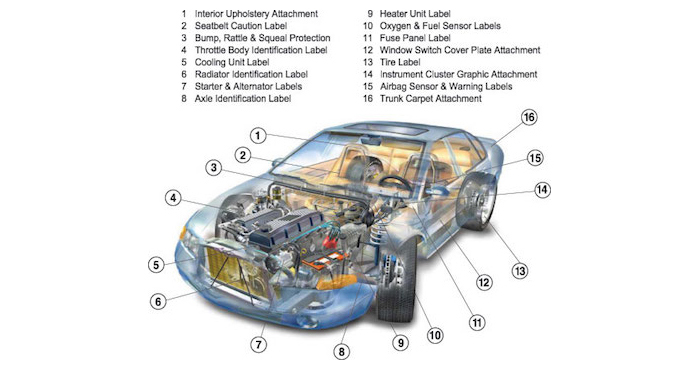 1 Interior Upholstery Attachment
2 Seatbelt Caution Label
3 Bump, Rattle & Squeal Protection
4 Throttle Body Identification Label
5 Cooling Unit Label
6 Radiator Identification Label
7 Starter & Alternator Labels
8 Axle Identification Label
9 Heater Unit Label
10 Oxygen & Fuel Sensor Labels
11 Fuse Panel Label
12 Window Switch Cover Plate Attachment
13 Tire Label
14 Instrument Cluster Graphic Attachment
15 Airbag Sensor & Warning Labels
16 Trunk Carpet Attachment
16
1
2
15
3
14
4
5
13
12
6
11
10
9
7
8